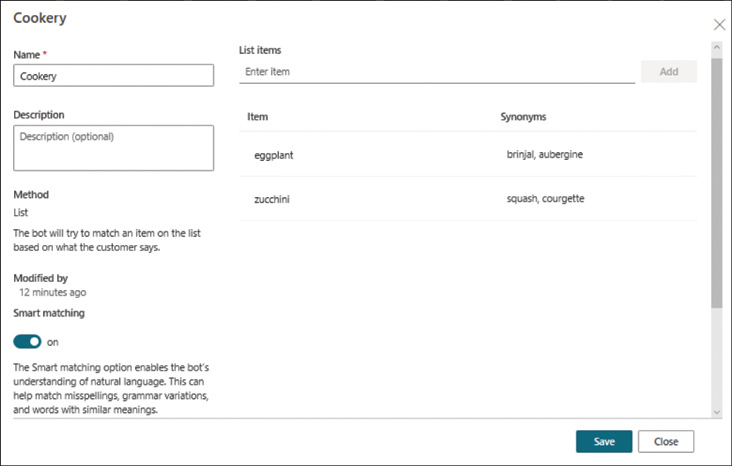 Cookery
Name *
Cookery
Description
Description (optional)
Method
List
The bot will try to match an item on the list
based on what the customer says.
Modified by
12 minutes ago
Smart matching
on
The Smart matching option enables the bot's
understanding of natural language. This can
help match misspellings, grammar variations,
and words with similar meanings.
List items
Enter item
Add
Item Synonyms
eggplant brinjal, aubergine
zucchini squash, courgette
Save Close